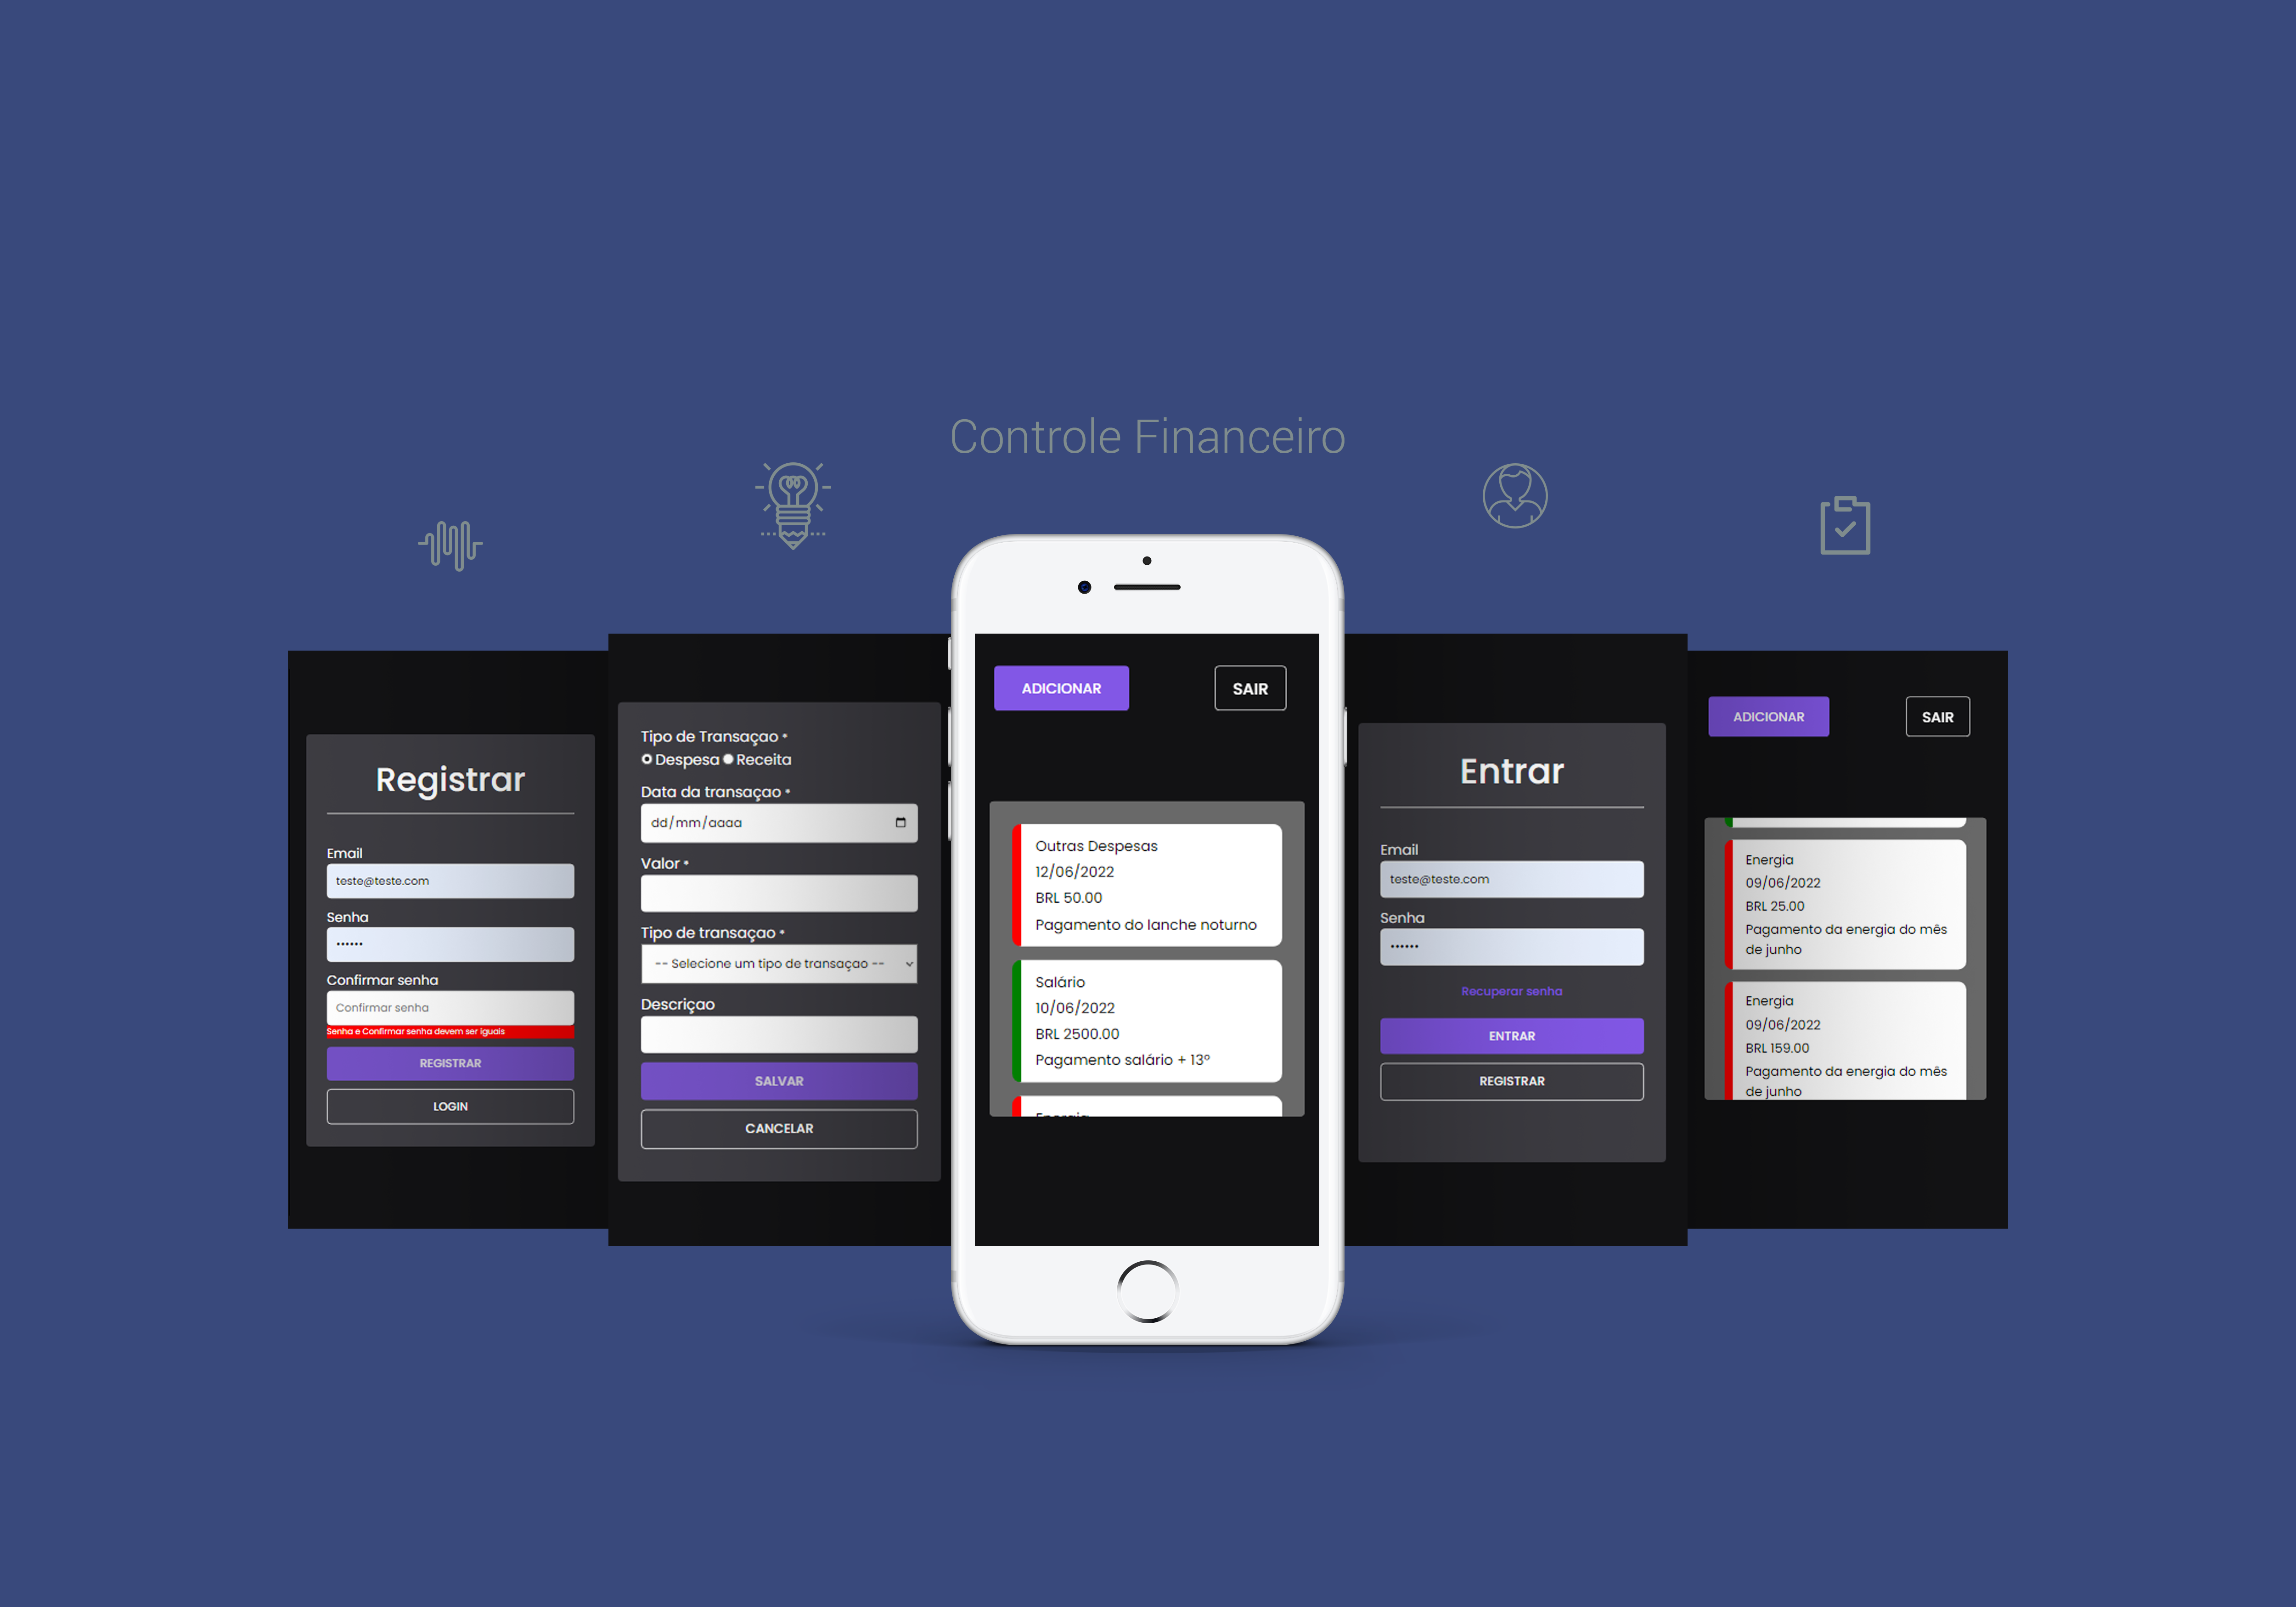 Controle Financeiro
Registrar
Email
teste@teste.com
Senha
••••••
Confirmar senha
Confirmar senha
Senha e Confirmar senha devem ser iguais
REGISTRAR
LOGIN
Tipo de Transaçao *
Despesa Receita
Data da transaçao *
dd/mm/aaaa
Valor *
Tipo de transaçao *
-- Selecione um tipo de transaçao --
Descriçao
SALVAR
CANCELAR
ADICIONAR SAIR
Outras Despesas
12/06/2022
BRL 50.00
Pagamento do lanche noturno
Salário
10/06/2022
BRL 2500.00
Pagamento salário + 13º
Energia
Entrar
Email
teste@teste.com
Senha
••••••
Recuperar senha
ENTRAR
REGISTRAR
ADICIONAR SAIR
Energia
09/06/2022
BRL 25.00
Pagamento da energia do mês
de junho
Energia
09/06/2022
BRL 159.00
Pagamento da energia do mês
de junho